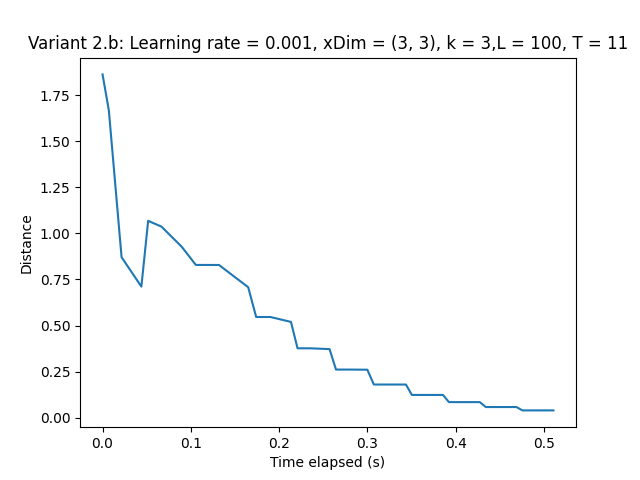 Variant 2.b: Learning rate = 0.001, xDim = (3, 3), k = 3,L = 100, T = 11
1.75
1.50
1.25
1.00
0.75
0.50
0.25
0.00
Distance
0.0 0.1 0.2 0.3 0.4 0.5
Time elapsed (s)